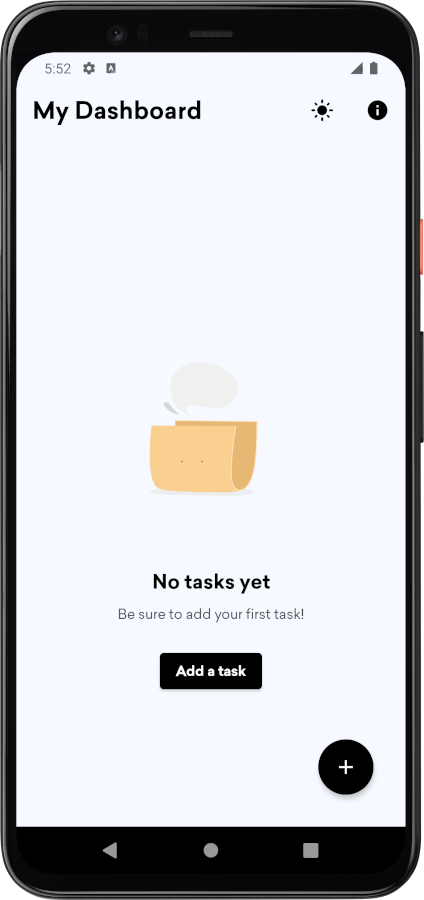 5:52
My Dashboard
No tasks yet
Be sure to add your first task!
Add a task